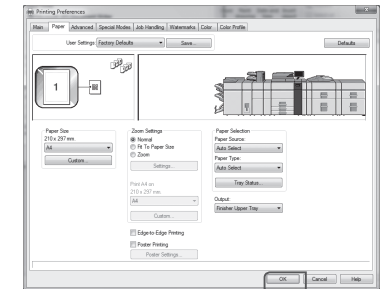 Printing Preferences
Main Paper Advanced Special Modes Job Handling Watermarks Color Color Profile
User Settings: Factory Defaults Save... Defaults
1
Paper Size
210 x 297 mm.
A4
Custom...
Zoom Settings
Normal
Fit To Paper Size
Zoom
Settings...
Print A4 on
210 x 297 mm.
A4
Custom...
Edge-to-Edge Printing
Poster Printing
Poster Settings...
Paper Selection
Paper Source:
Auto Select
Paper Type:
Auto Select
Tray Status...
Output:
Finisher Upper Tray
OK Cancel Help